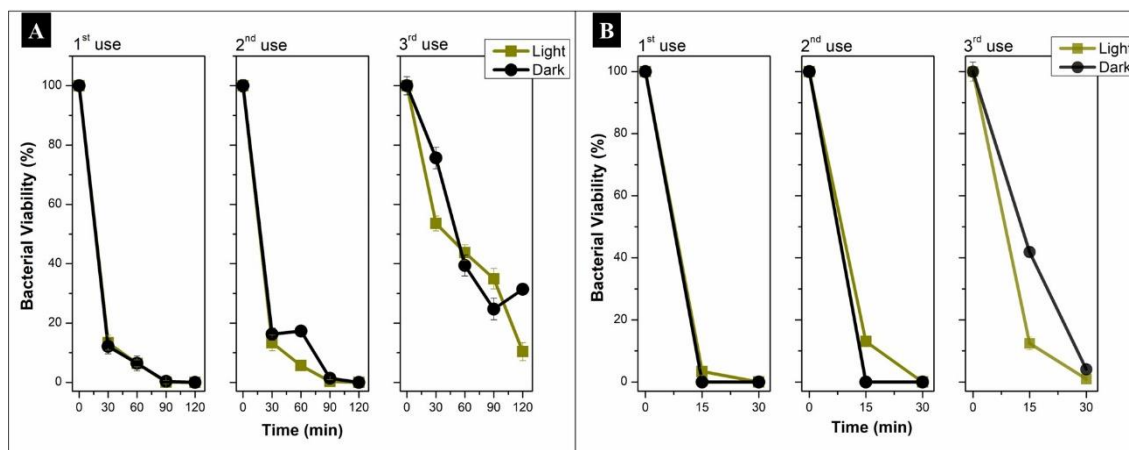 A
1st use
2nd use
3rd use
Light
Dark
Bacterial Viability (%)
100
80
60
40
20
0
0 30 60 90 120
0 30 60 90 120
0 30 60 90 120
Time (min)
B
1st use
2nd use
3rd use
Light
Dark
Bacterial Viability (%)
100
80
60
40
20
0
0 15 30
0 15 30
0 15 30
Time (min)